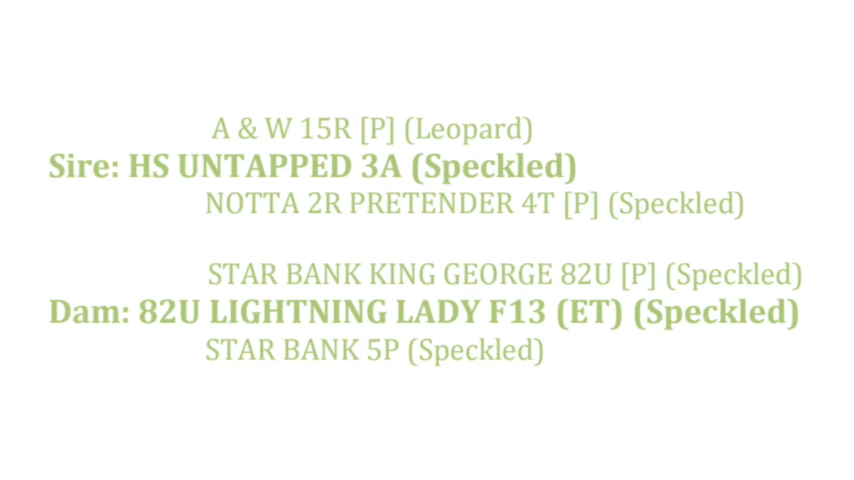 A & W 15R [P] (Leopard)
Sire: HS UNTAPPED 3A (Speckled)
NOTTA 2R PRETENDER 4T [P] (Speckled)
STAR BANK KING GEORGE 82U [P] (Speckled)
Dam: 82U LIGHTNING LADY F13 (ET) (Speckled)
STAR BANK 5P (Speckled)